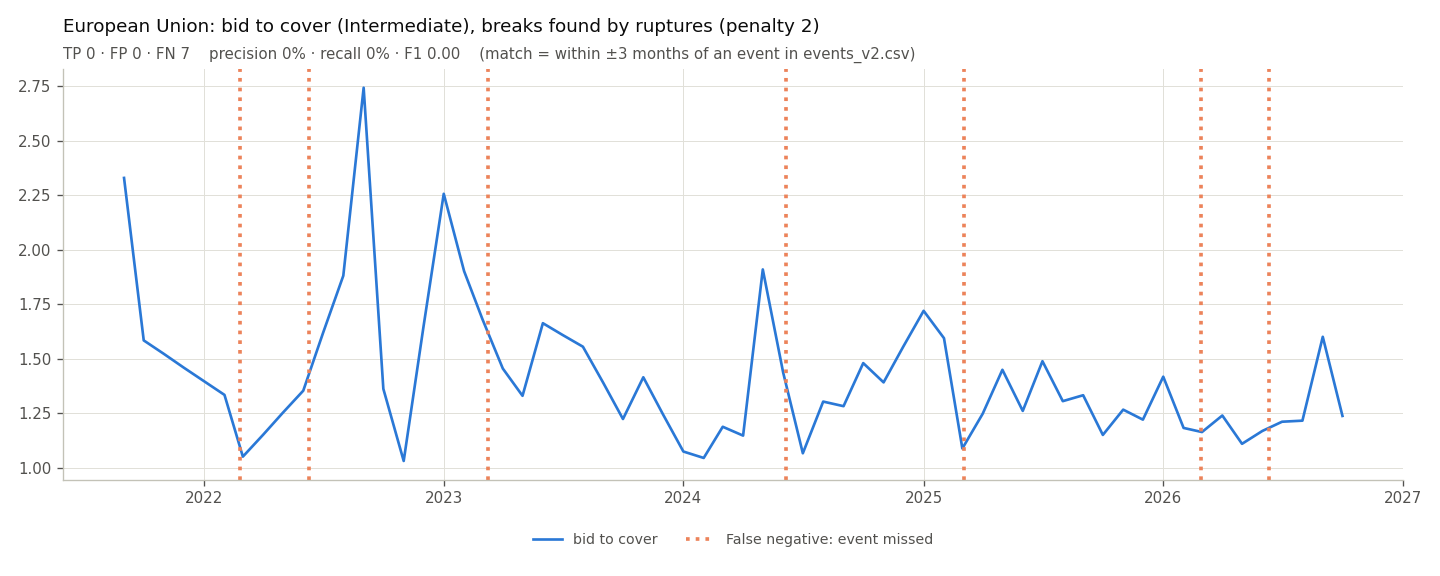 European Union: bid to cover (Intermediate), breaks found by ruptures (penalty 2)
TP 0 · FP 0 · FN 7    precision 0% · recall 0% · F1 0.00    (match = within ±3 months of an event in events_v2.csv)
2.75
2.50
2.25
2.00
1.75
1.50
1.25
1.00
2022 2023 2024 2025 2026 2027
bid to cover    False negative: event missed